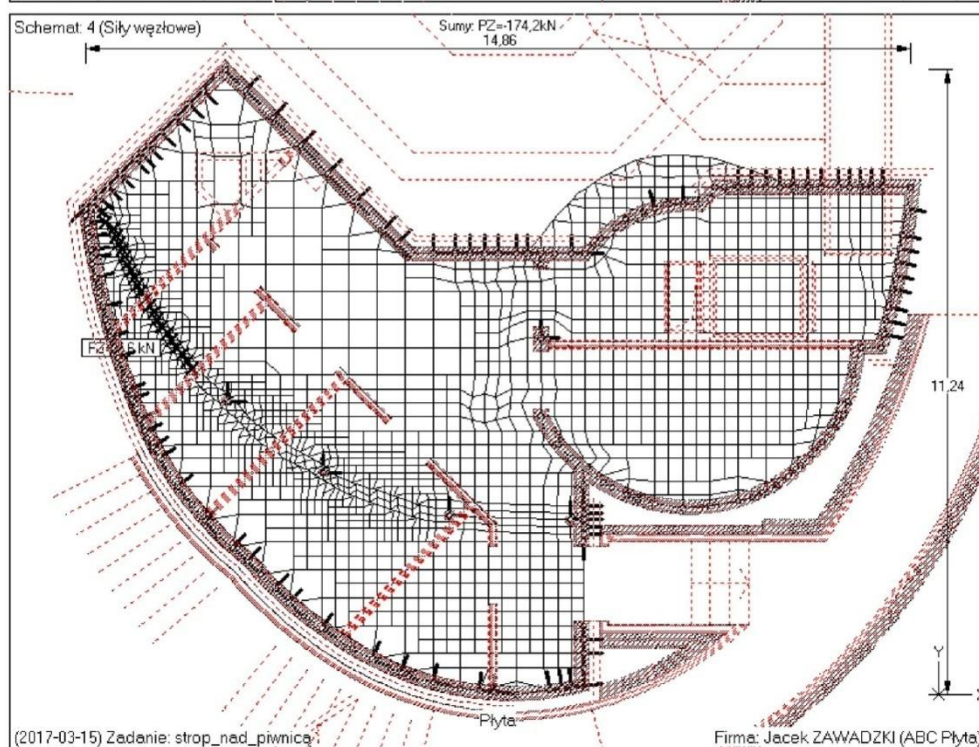 Schemat: 4 (Siły węzłowe)
Sumy: PZ=-174,2kN
14,86
11,24
kN
Y
X
Płyta
(2017-03-15) Zadanie: strop_nad_piwnicą
Firma: Jacek ZAWADZKI (ABC Płyta